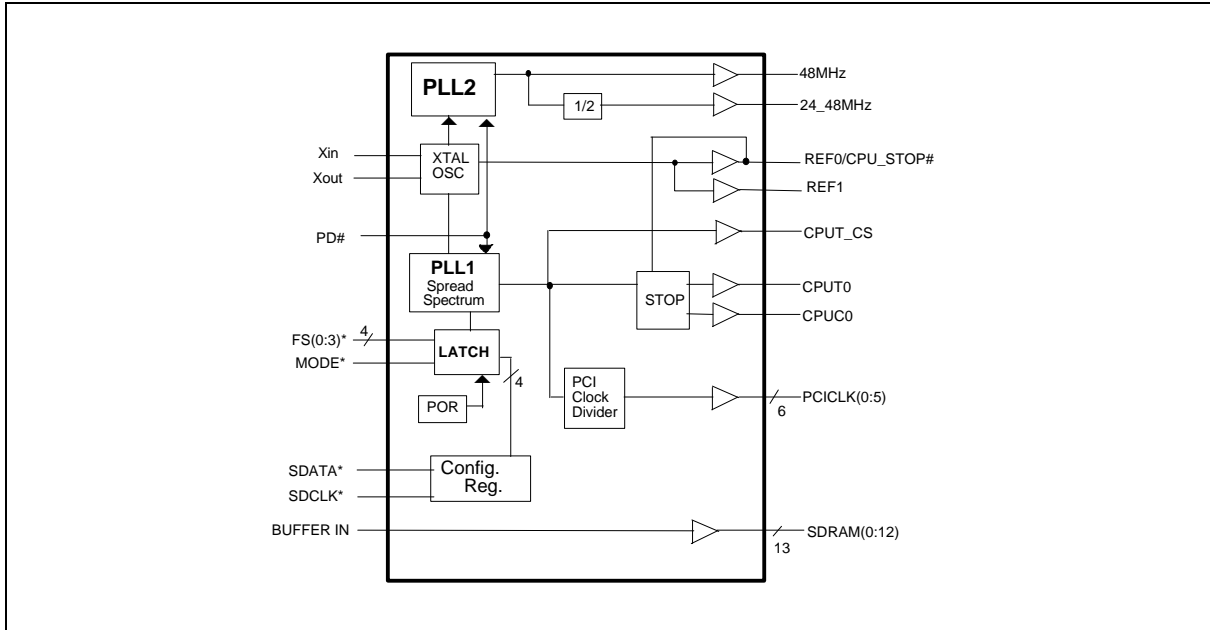 PLL2
48MHz
1/2
24_48MHz
Xin
XTAL
OSC
REF0/CPU_STOP#
Xout
REF1
PD#
CPUT_CS
PLL1
Spread
Spectrum
STOP
CPUT0
CPUC0
FS(0:3)*
4
MODE*
LATCH
4
POR
PCI
Clock
Divider
PCICLK(0:5)
6
SDATA*
SDCLK*
Config.
Reg.
BUFFER IN
SDRAM(0:12)
13